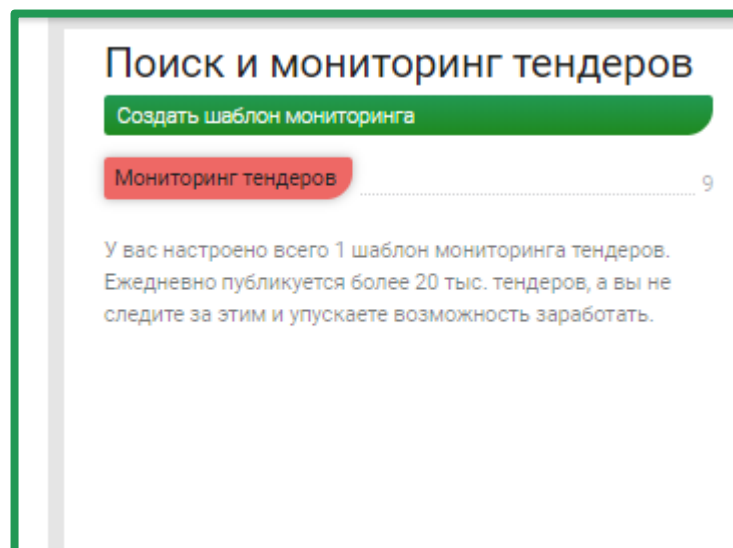 Поиск и мониторинг тендеров
Создать шаблон мониторинга
Мониторинг тендеров 9
У вас настроено всего 1 шаблон мониторинга тендеров.
Ежедневно публикуется более 20 тыс. тендеров, а вы не
следите за этим и упускаете возможность заработать.